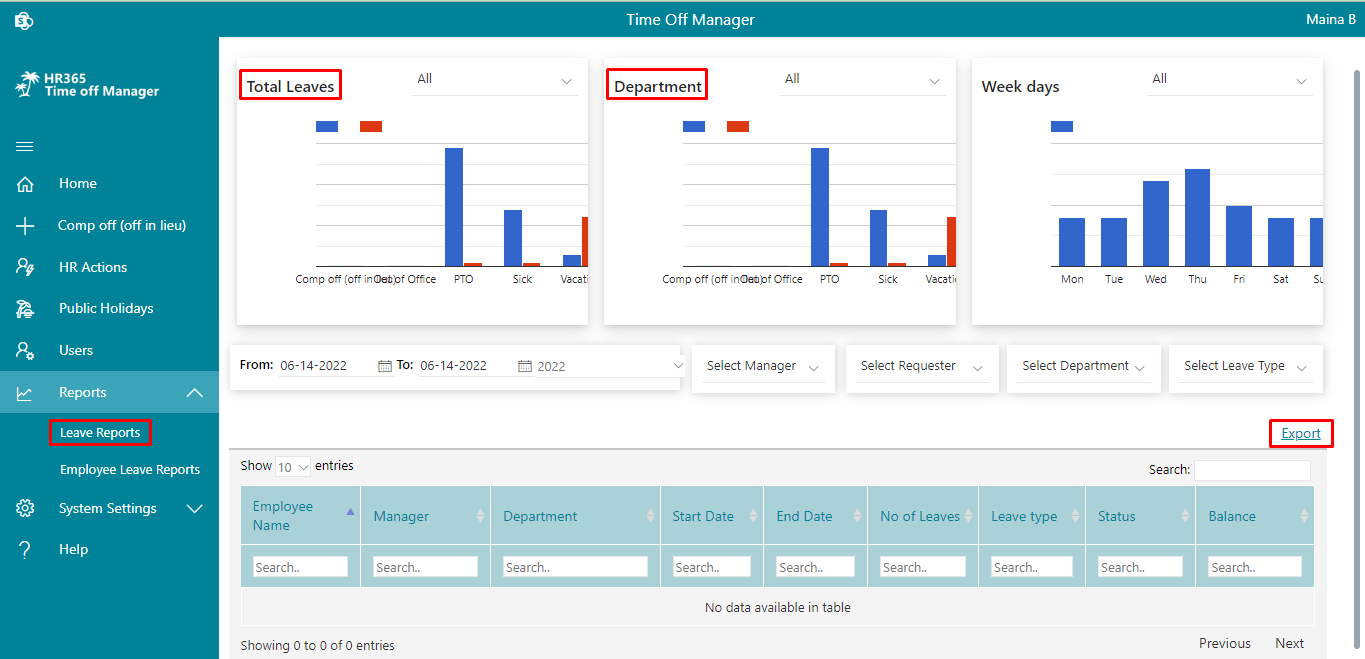 Time Off Manager
Maina B
HR365
Time off Manager
Home
Comp off (off in lieu)
HR Actions
Public Holidays
Users
Reports
Leave Reports
Employee Leave Reports
System Settings
Help
Total Leaves
All
Comp off (off in lieu) Out of Office PTO Sick Vacati
Department
All
Comp off (off in lieu) Out of Office PTO Sick Vacatio
Week days
All
Mon Tue Wed Thu Fri Sat Su
From: 06-14-2022 To: 06-14-2022 2022
Select Manager
Select Requester
Select Department
Select Leave Type
Export
Show 10 entries
Search:
Employee Name Manager Department Start Date End Date No of Leaves Leave type Status Balance
Search.. Search.. Search.. Search.. Search.. Search.. Search.. Search.. Search..
No data available in table
Showing 0 to 0 of 0 entries
Previous Next